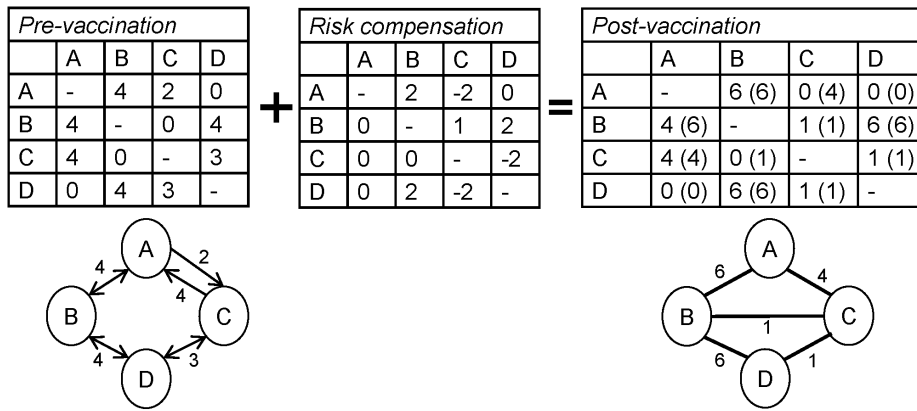 Pre-vaccination
A B C D
A - 4 2 0
B 4 - 0 4
C 4 0 - 3
D 0 4 3 -
+
Risk compensation
A B C D
A - 2 -2 0
B 0 - 1 2
C 0 0 - -2
D 0 2 -2 -
=
Post-vaccination
A B C D
A - 6 (6) 0 (4) 0 (0)
B 4 (6) - 1 (1) 6 (6)
C 4 (4) 0 (1) - 1 (1)
D 0 (0) 6 (6) 1 (1) -
A
4 2
4
B C
4 3
D
A
6 4
B C
1
6 1
D